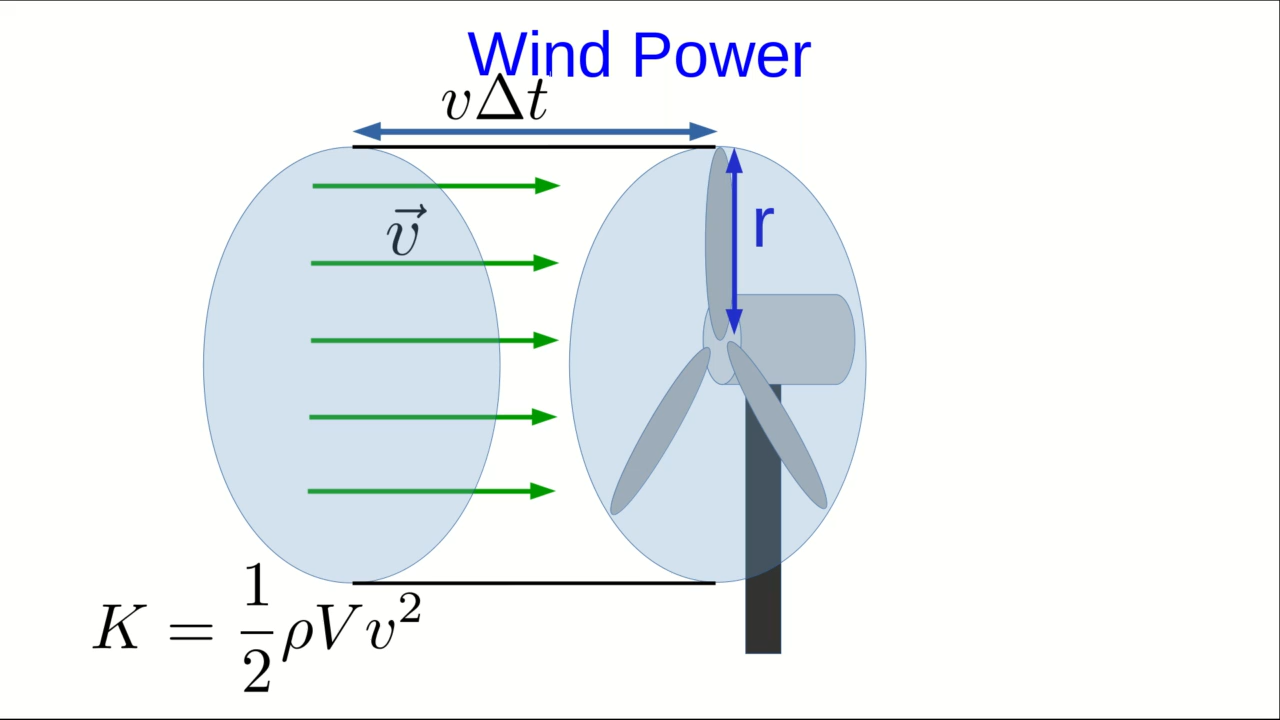 Wind Power
vΔt
r
v⃗
K = 1/2 ρVv²